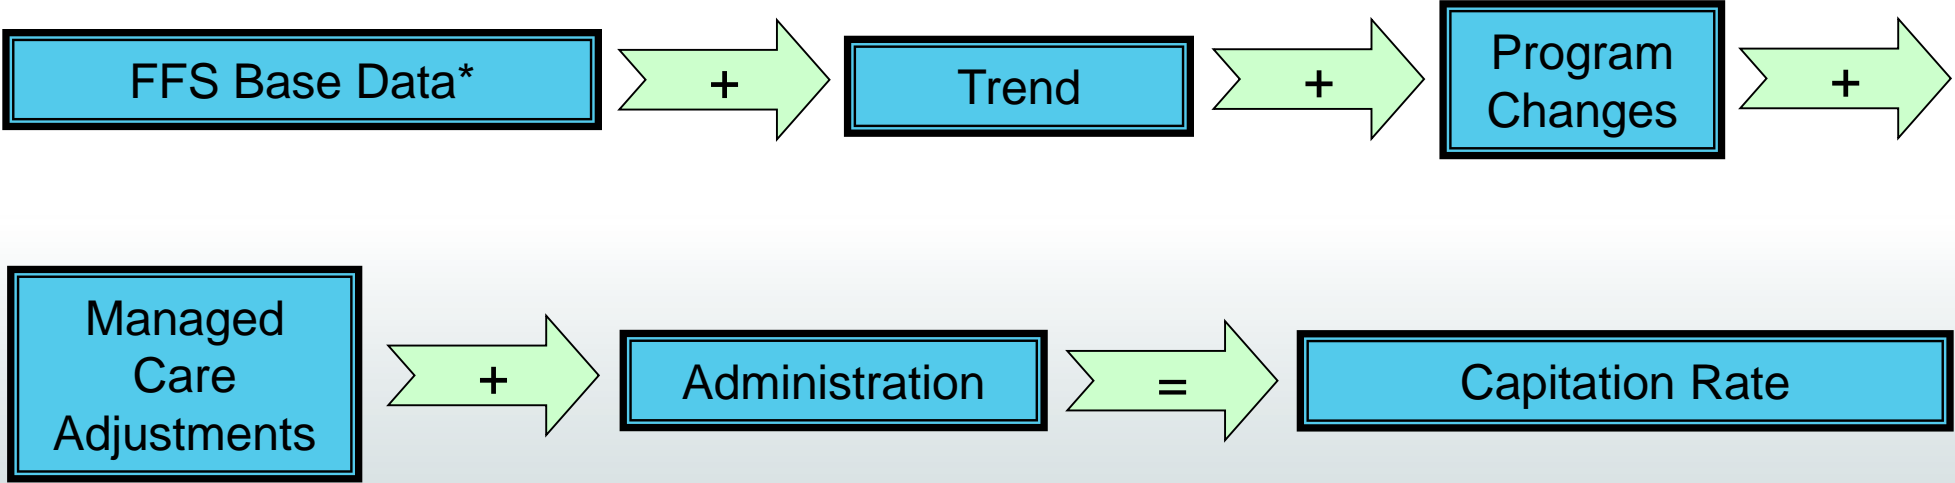 FFS Base Data*
+
Trend
+
Program
Changes
+
Managed
Care
Adjustments
+
Administration
=
Capitation Rate